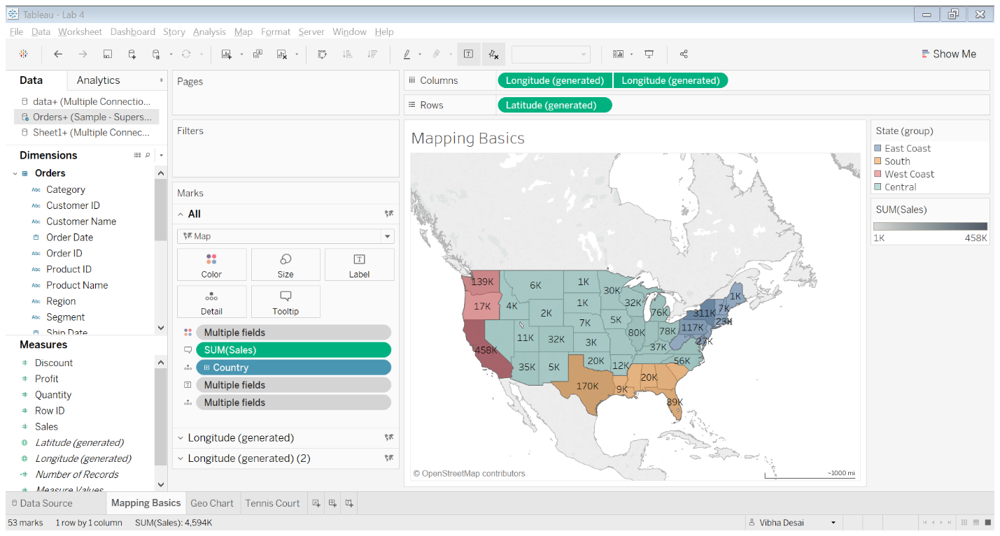 Tableau - Lab 4
File Data Worksheet Dashboard Story Analysis Map Format Server Window Help
Show Me
Data Analytics
data+ (Multiple Connectio...
Orders+ (Sample - Supers...
Sheet1+ (Multiple Connec...
Dimensions
Orders
Abc Category
Abc Customer ID
Abc Customer Name
Order Date
Abc Order ID
Abc Product ID
Abc Product Name
Abc Region
Abc Segment
Ship Date
Measures
# Discount
# Profit
# Quantity
# Row ID
# Sales
Latitude (generated)
Longitude (generated)
Number of Records
# Measure Values
Pages
Filters
Marks
All
Map
Color
Size
Label
Detail
Tooltip
Multiple fields
SUM(Sales)
Country
Multiple fields
Multiple fields
Longitude (generated)
Longitude (generated) (2)
Columns Longitude (generated) Longitude (generated)
Rows Latitude (generated)
Mapping Basics
139K 6K 1K 30K 1K
17K 4K 2K 1K 32K 76K 311K 7K
23K
458K 11K 32K 7K 5K 80K 78K 117K
3K 37K 27K
35K 5K 20K 12K 56K
170K 9K 20K
89K
© OpenStreetMap contributors
~1000 mi
State (group)
East Coast
South
West Coast
Central
SUM(Sales)
1K 458K
Data Source Mapping Basics Geo Chart Tennis Court
53 marks 1 row by 1 column SUM(Sales): 4,594K
Vibha Desai